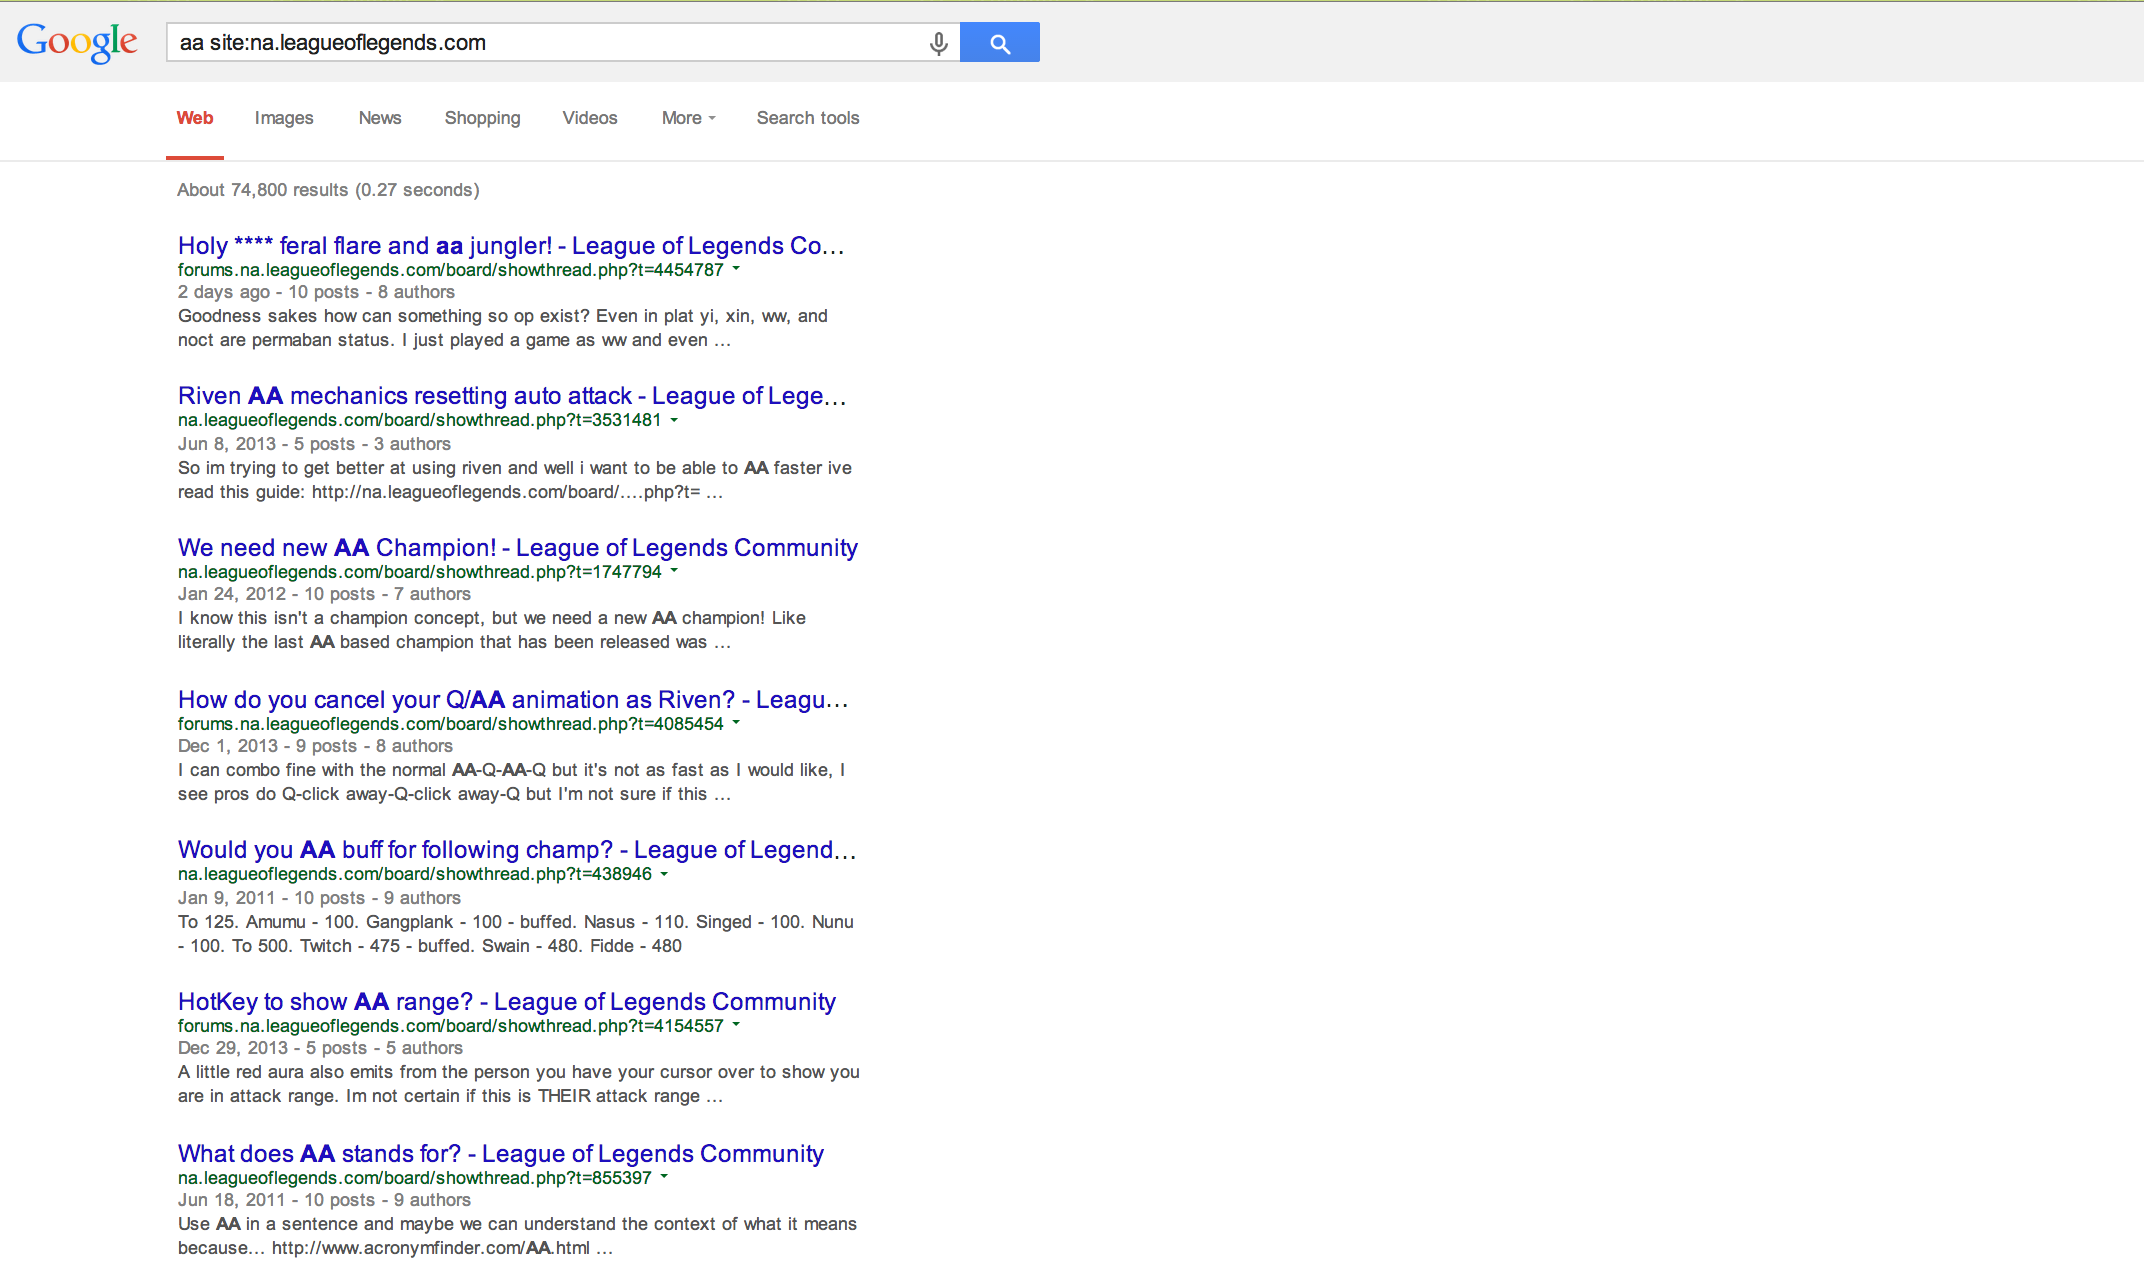 Google
aa site:na.leagueoflegends.com
Web Images News Shopping Videos More Search tools
About 74,800 results (0.27 seconds)
Holy **** feral flare and aa jungler! - League of Legends Co...
forums.na.leagueoflegends.com/board/showthread.php?t=4454787
2 days ago - 10 posts - 8 authors
Goodness sakes how can something so op exist? Even in plat yi, xin, ww, and
noct are permaban status. I just played a game as ww and even ...
Riven AA mechanics resetting auto attack - League of Lege...
na.leagueoflegends.com/board/showthread.php?t=3531481
Jun 8, 2013 - 5 posts - 3 authors
So im trying to get better at using riven and well i want to be able to AA faster ive
read this guide: http://na.leagueoflegends.com/board/....php?t= ...
We need new AA Champion! - League of Legends Community
na.leagueoflegends.com/board/showthread.php?t=1747794
Jan 24, 2012 - 10 posts - 7 authors
I know this isn't a champion concept, but we need a new AA champion! Like
literally the last AA based champion that has been released was ...
How do you cancel your Q/AA animation as Riven? - Leagu...
forums.na.leagueoflegends.com/board/showthread.php?t=4085454
Dec 1, 2013 - 9 posts - 8 authors
I can combo fine with the normal AA-Q-AA-Q but it's not as fast as I would like, I
see pros do Q-click away-Q-click away-Q but I'm not sure if this ...
Would you AA buff for following champ? - League of Legend...
na.leagueoflegends.com/board/showthread.php?t=438946
Jan 9, 2011 - 10 posts - 9 authors
To 125. Amumu - 100. Gangplank - 100 - buffed. Nasus - 110. Singed - 100. Nunu
- 100. To 500. Twitch - 475 - buffed. Swain - 480. Fidde - 480
HotKey to show AA range? - League of Legends Community
forums.na.leagueoflegends.com/board/showthread.php?t=4154557
Dec 29, 2013 - 5 posts - 5 authors
A little red aura also emits from the person you have your cursor over to show you
are in attack range. Im not certain if this is THEIR attack range ...
What does AA stands for? - League of Legends Community
na.leagueoflegends.com/board/showthread.php?t=855397
Jun 18, 2011 - 10 posts - 9 authors
Use AA in a sentence and maybe we can understand the context of what it means
because... http://www.acronymfinder.com/AA.html ...